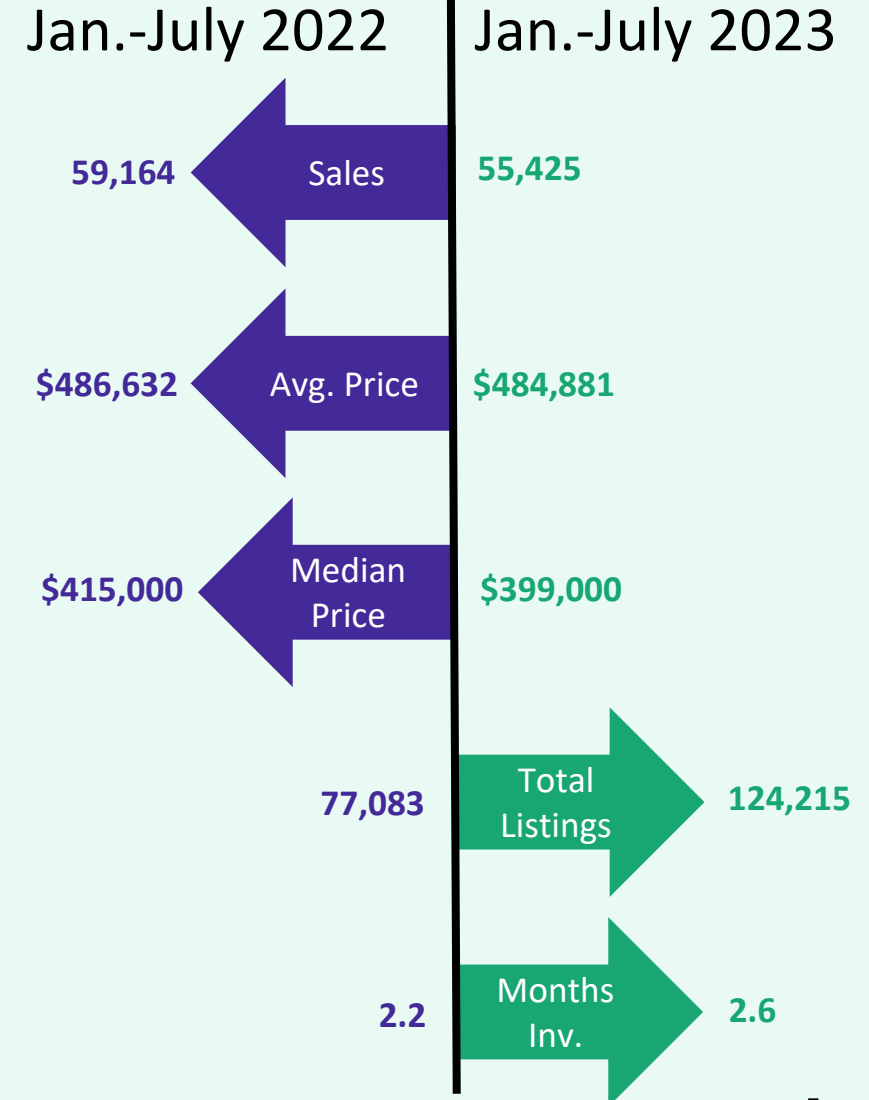 Jan.-July 2022
Jan.-July 2023
59,164
Sales
55,425
$486,632
Avg. Price
$484,881
$415,000
Median
Price
$399,000
77,083
Total
Listings
124,215
2.2
Months
Inv.
2.6